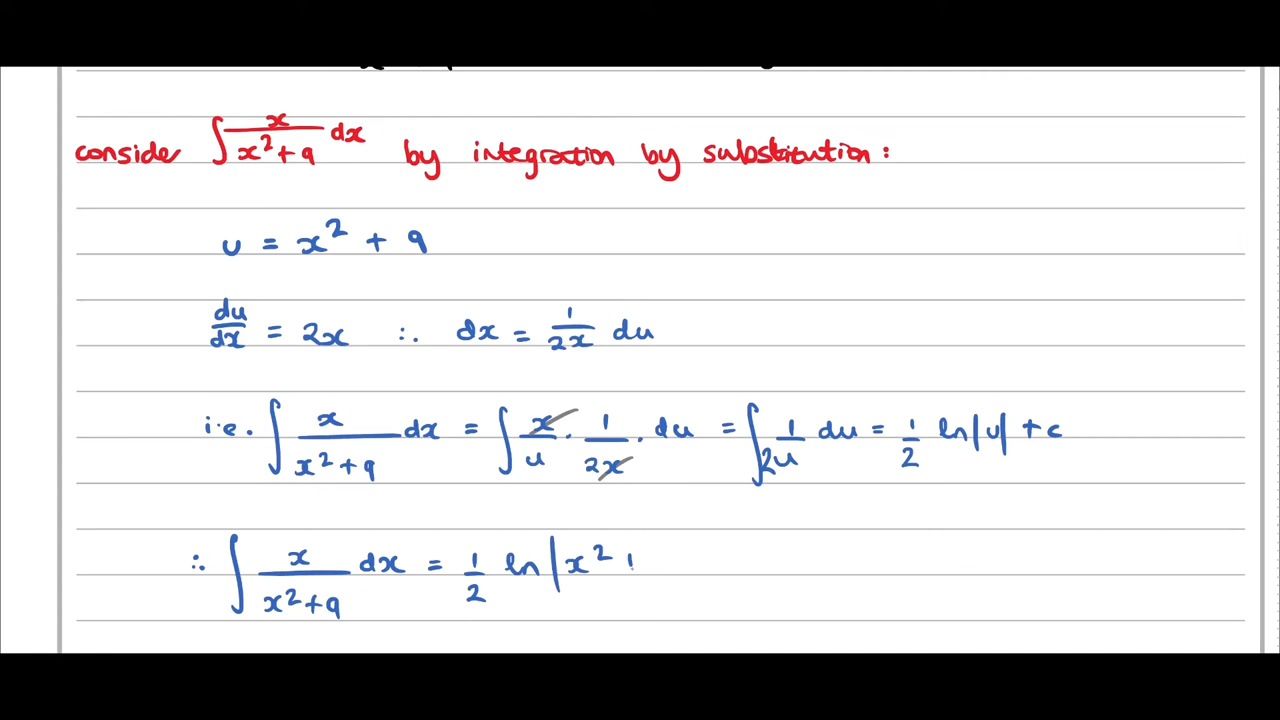 consider ∫ x/(x² + 9) dx by integration by substitution :
u = x² + 9
du/dx = 2x ∴ dx = 1/(2x) du
i.e. ∫ x/(x² + 9) dx = ∫ x/u . 1/(2x) . du = ∫ 1/(2u) du = 1/2 ln|u| + c
∴ ∫ x/(x² + 9) dx = 1/2 ln|x²